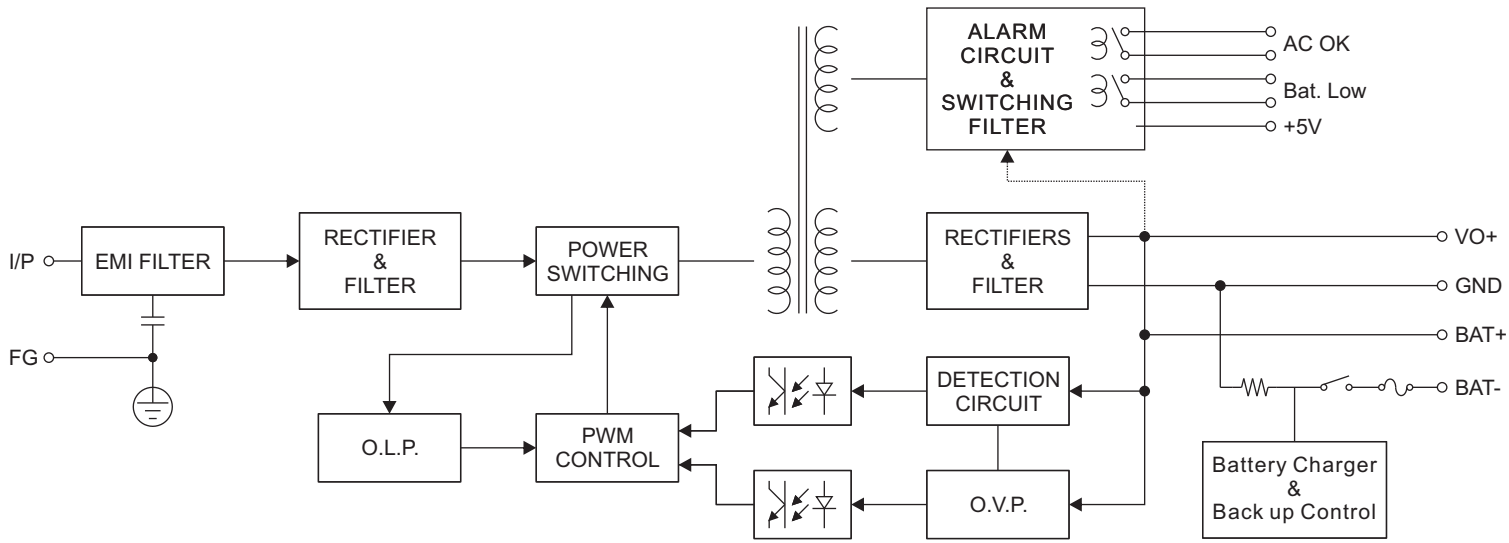 ALARM
CIRCUIT
&
SWITCHING
FILTER
AC OK
Bat. Low
+5V
I/P
EMI FILTER
RECTIFIER
&
FILTER
POWER
SWITCHING
RECTIFIERS
&
FILTER
VO+
GND
BAT+
BAT-
FG
O.L.P.
PWM
CONTROL
DETECTION
CIRCUIT
O.V.P.
Battery Charger
&
Back up Control